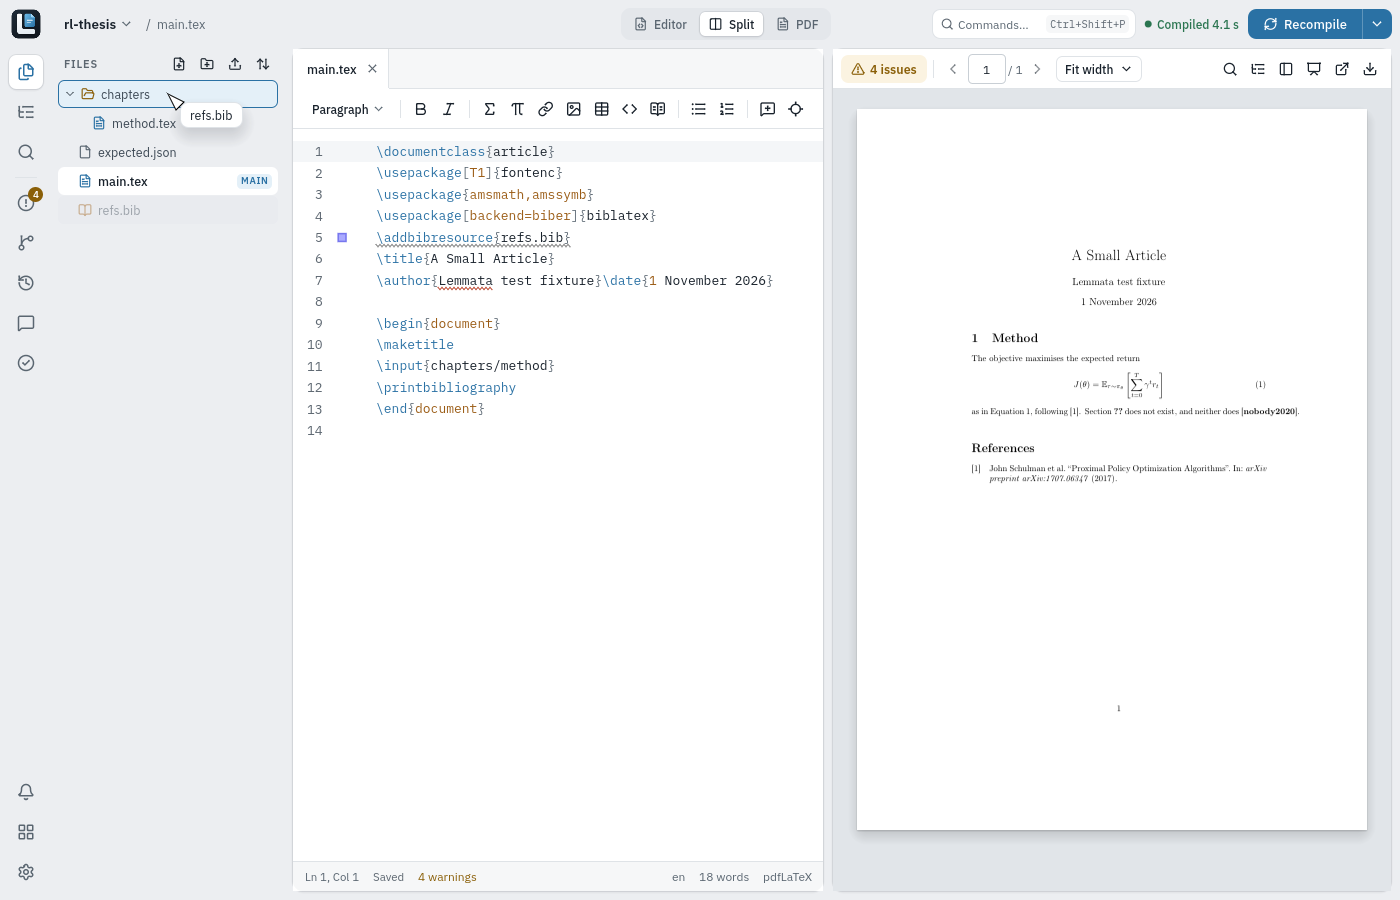 rl-thesis / main.tex
Editor Split PDF
Commands... Ctrl+Shift+P
Compiled 4.1 s
Recompile
FILES
chapters
refs.bib
method.tex
expected.json
main.tex MAIN
refs.bib
4
main.tex
Paragraph
1 \documentclass{article}
2 \usepackage[T1]{fontenc}
3 \usepackage{amsmath,amssymb}
4 \usepackage[backend=biber]{biblatex}
5 \addbibresource{refs.bib}
6 \title{A Small Article}
7 \author{Lemmata test fixture}\date{1 November 2026}
8
9 \begin{document}
10 \maketitle
11 \input{chapters/method}
12 \printbibliography
13 \end{document}
14
Ln 1, Col 1 Saved 4 warnings en 18 words pdfLaTeX
4 issues 1 / 1 Fit width
A Small Article
Lemmata test fixture
1 November 2026
1 Method
The objective maximises the expected return
J(θ) = 𝔼τ∼πθ [∑t=0T γtrt] (1)
as in Equation 1, following [1]. Section ?? does not exist, and neither does [nobody2020].
References
[1] John Schulman et al. “Proximal Policy Optimization Algorithms”. In: arXiv
preprint arXiv:1707.06347 (2017).
1